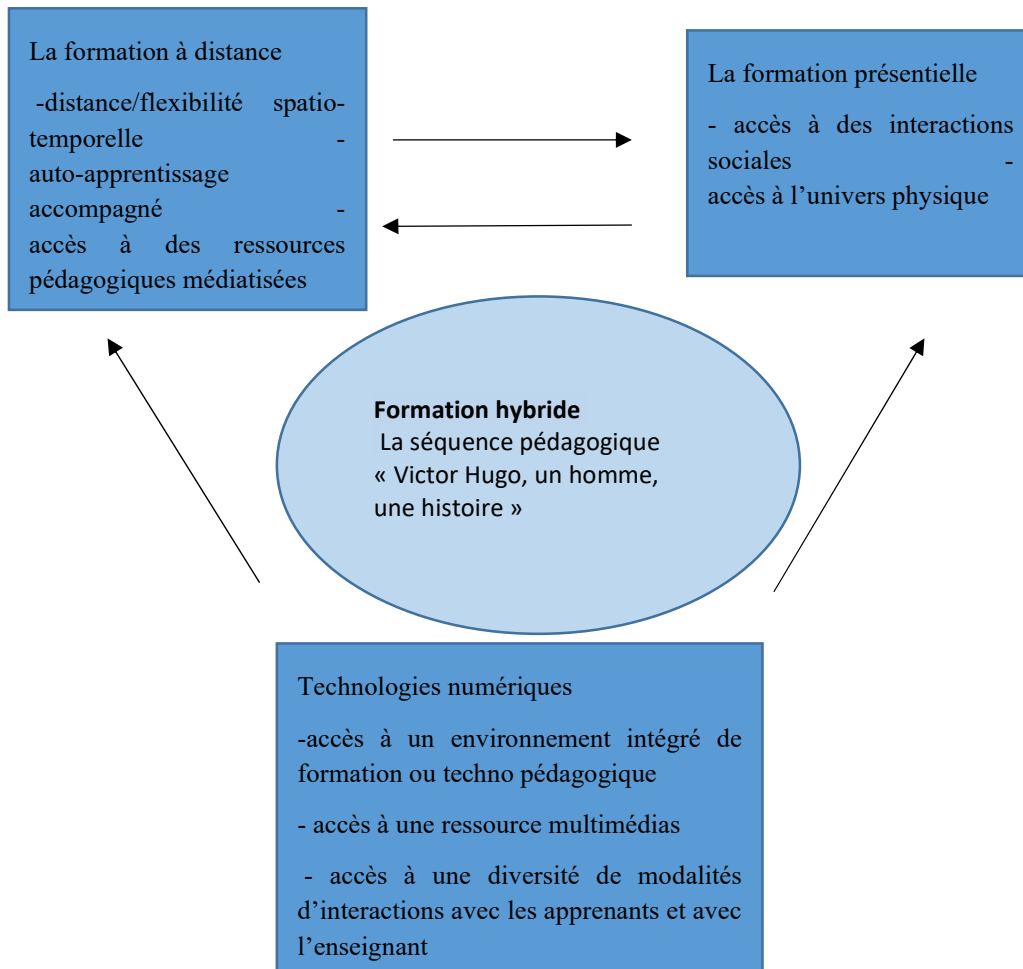 La formation à distance
-distance/flexibilité spatio-
temporelle -
auto-apprentissage
accompagné -
accès à des ressources
pédagogiques médiatisées
La formation présentielle
- accès à des interactions
sociales -
accès à l’univers physique
Formation hybride
La séquence pédagogique
« Victor Hugo, un homme,
une histoire »
Technologies numériques
-accès à un environnement intégré de
formation ou techno pédagogique
- accès à une ressource multimédias
- accès à une diversité de modalités
d’interactions avec les apprenants et avec
l’enseignant